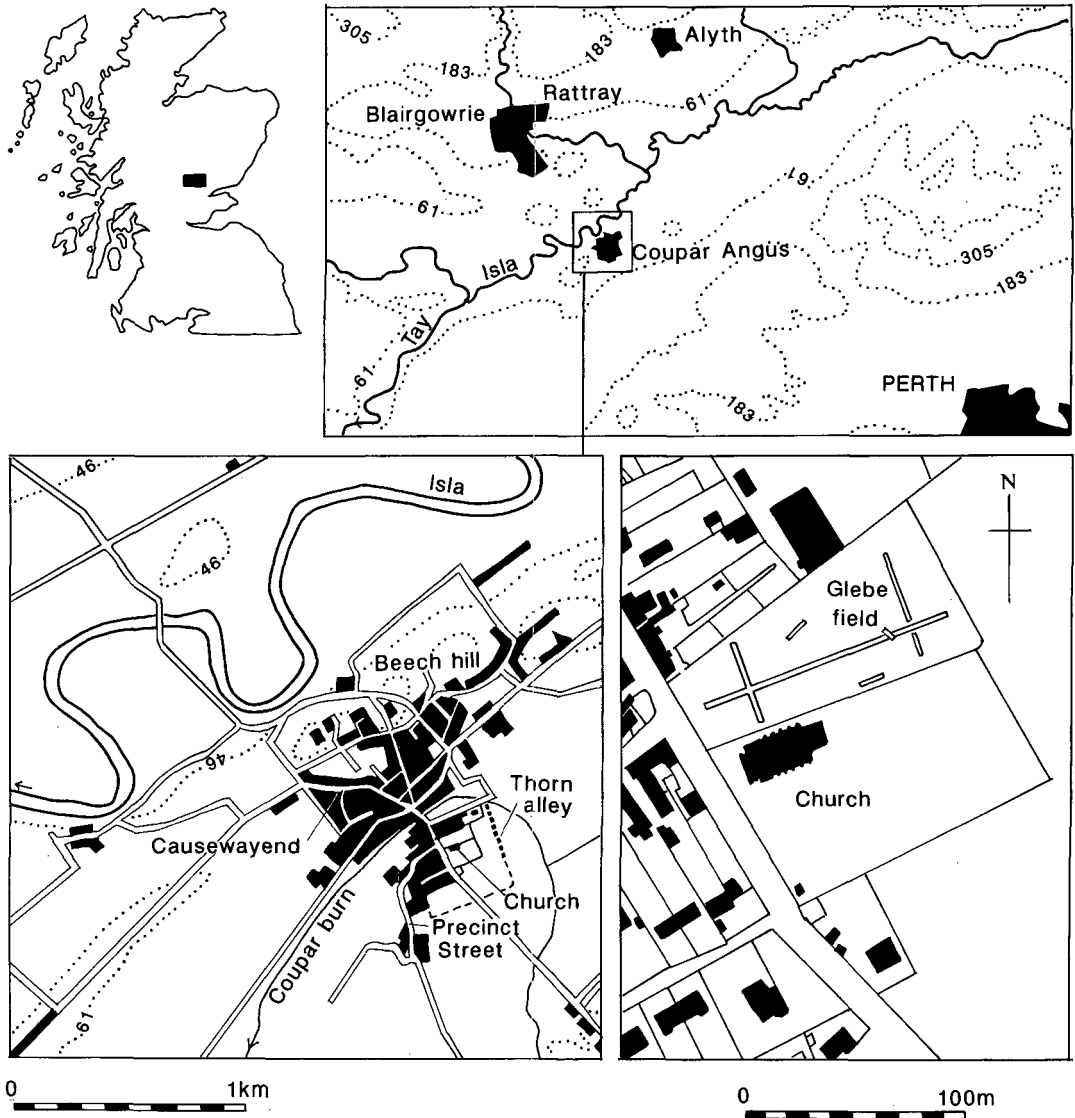 305
183
Alyth
183
Rattray
Blairgowrie
61
61
61
305
183
Coupar Angus
Isla
Tay
61
183
PERTH
46
Isla
46
Beech hill
46
Thorn
alley
Causewayend
Church
Precinct
Street
Coupar burn
61
N
Glebe
field
Church
0 1km
0 100m